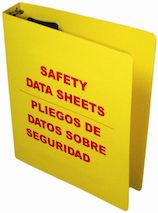 SAFETY
DATA SHEETS
PLIEGOS DE
DATOS SOBRE
SEGURIDAD